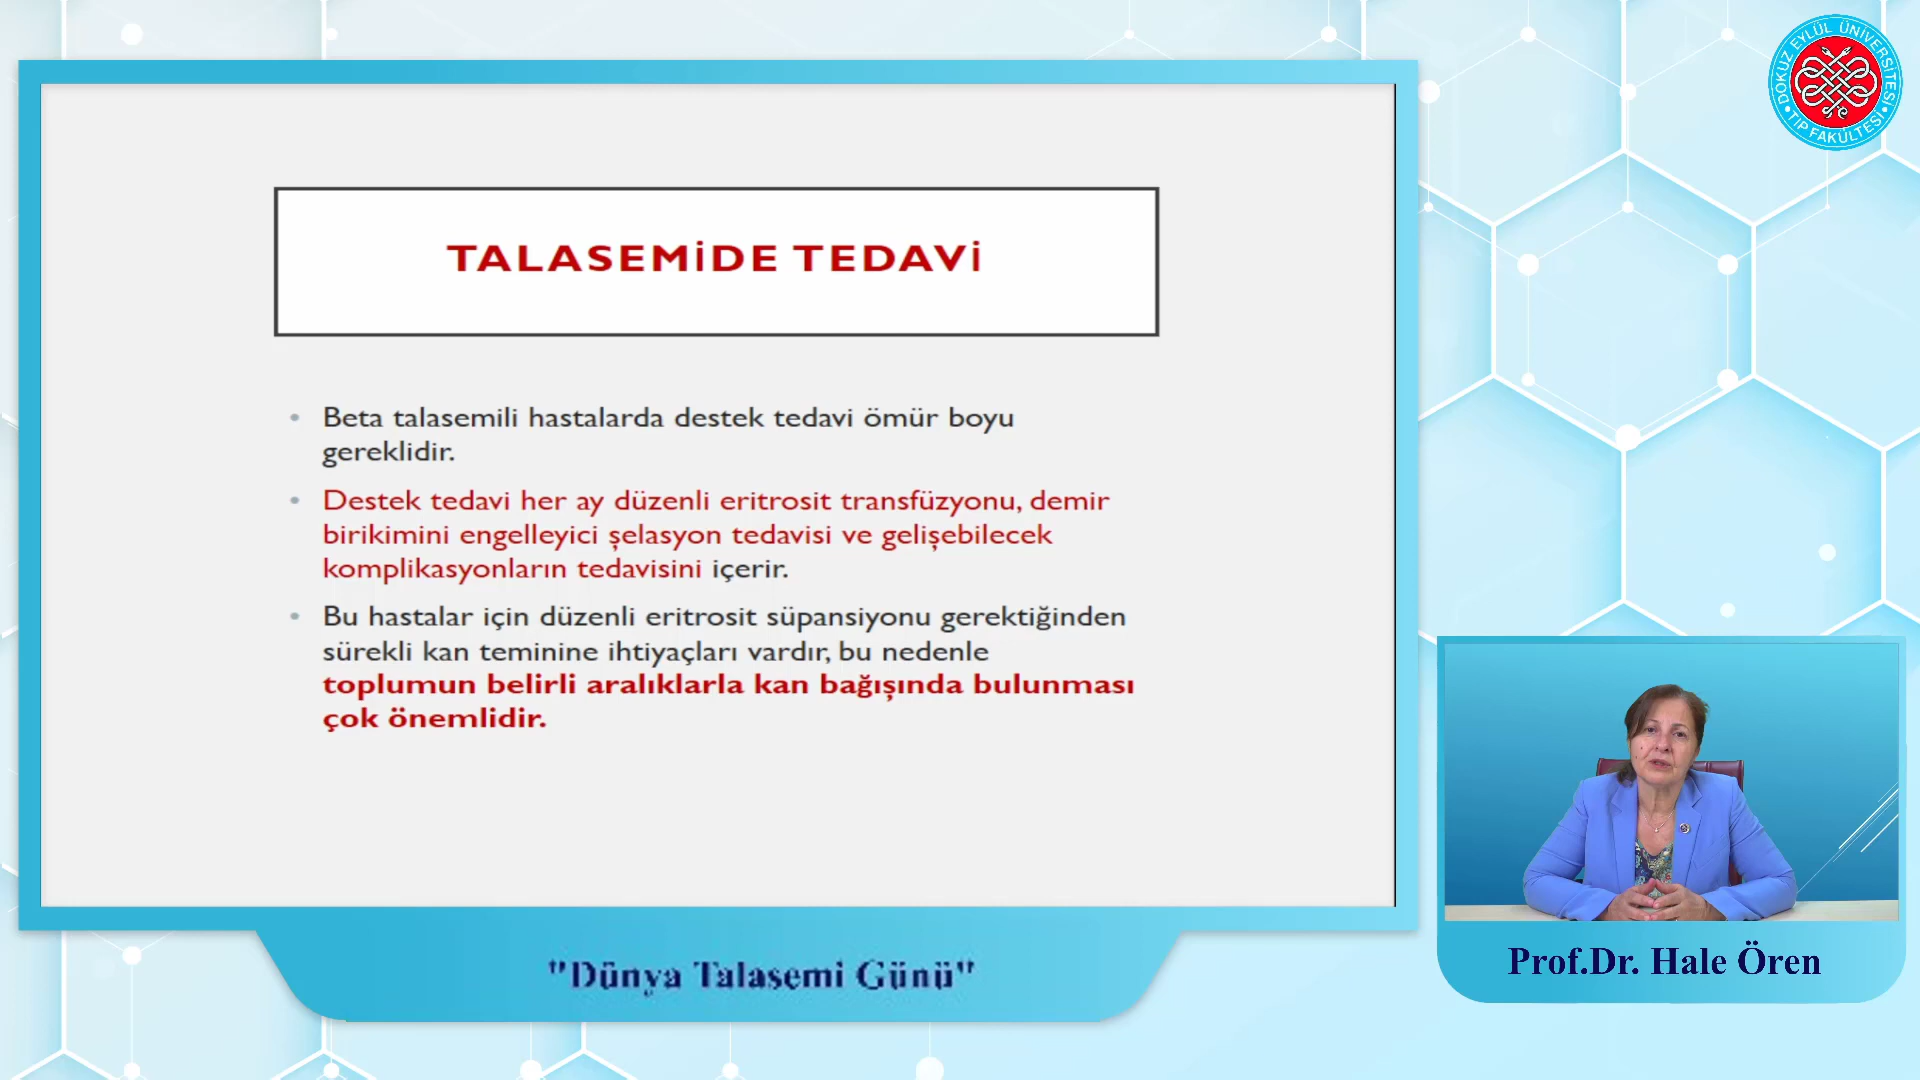 DOKUZ EYLÜL ÜNİVERSİTESİ
TIP FAKÜLTESİ
TALASEMİDE TEDAVİ
• Beta talasemili hastalarda destek tedavi ömür boyu
gereklidir.
• Destek tedavi her ay düzenli eritrosit transfüzyonu, demir
birikimini engelleyici şelasyon tedavisi ve gelişebilecek
komplikasyonların tedavisini içerir.
• Bu hastalar için düzenli eritrosit süpansiyonu gerektiğinden
sürekli kan teminine ihtiyaçları vardır, bu nedenle
toplumun belirli aralıklarla kan bağışında bulunması
çok önemlidir.
"Dünya Talasemi Günü"
Prof.Dr. Hale Ören